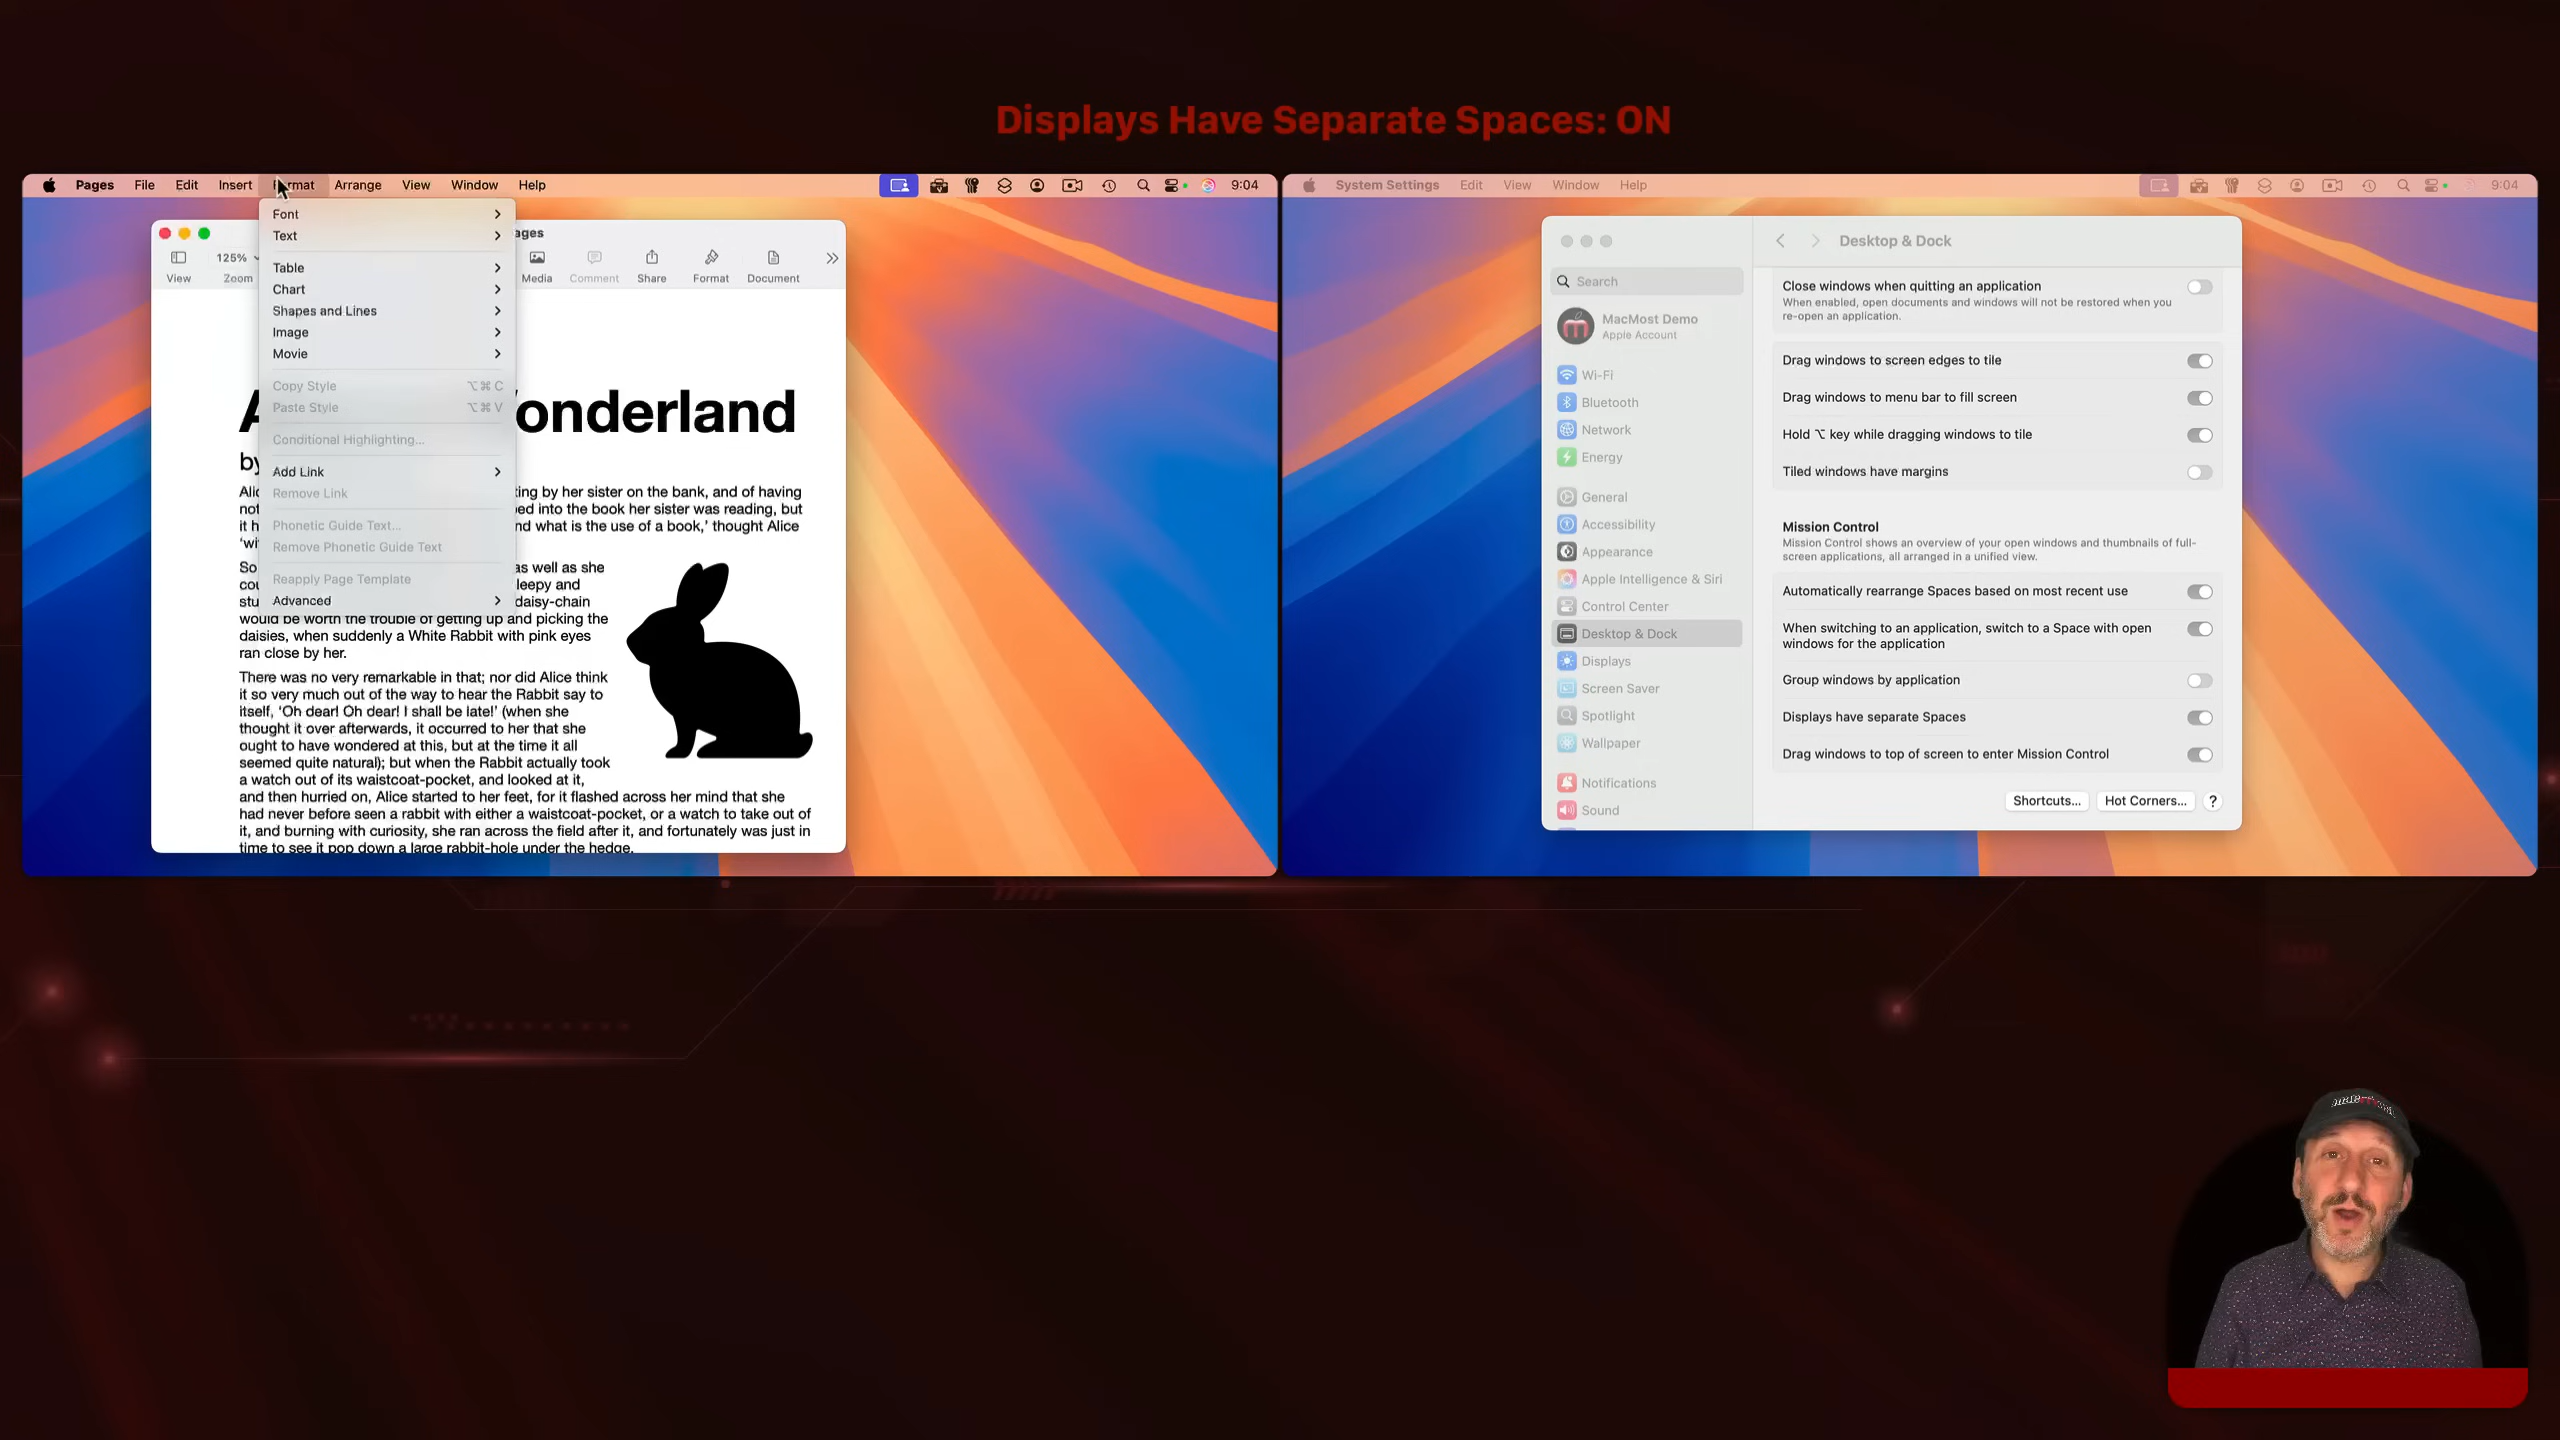 Displays Have Separate Spaces: ON
Pages File Edit Insert Format Arrange View Window Help 9:04
Font
Text
Table
Chart
Shapes and Lines
Image
Movie
Copy Style ⌥⌘C
Paste Style ⌥⌘V
Conditional Highlighting...
Add Link
Remove Link
Phonetic Guide Text...
Remove Phonetic Guide Text
Reapply Page Template
Advanced
ages
125%
View Zoom Media Comment Share Format Document
onderland
by
ting by her sister on the bank, and of having
ed into the book her sister was reading, but
it h nd what is the use of a book,’ thought Alice
So as well as she
leepy and
daisy-chain
would be worth the trouble of getting up and picking the
daisies, when suddenly a White Rabbit with pink eyes
ran close by her.
There was no very remarkable in that; nor did Alice think
it so very much out of the way to hear the Rabbit say to
itself, ‘Oh dear! Oh dear! I shall be late!’ (when she
thought it over afterwards, it occurred to her that she
ought to have wondered at this, but at the time it all
seemed quite natural); but when the Rabbit actually took
a watch out of its waistcoat-pocket, and looked at it,
and then hurried on, Alice started to her feet, for it flashed across her mind that she
had never before seen a rabbit with either a waistcoat-pocket, or a watch to take out of
it, and burning with curiosity, she ran across the field after it, and fortunately was just in
time to see it pop down a large rabbit-hole under the hedge.
System Settings Edit View Window Help 9:04
Search
MacMost Demo
Apple Account
Wi-Fi
Bluetooth
Network
Energy
General
Accessibility
Appearance
Apple Intelligence & Siri
Control Center
Desktop & Dock
Displays
Screen Saver
Spotlight
Wallpaper
Notifications
Sound
Desktop & Dock
Close windows when quitting an application
When enabled, open documents and windows will not be restored when you
re-open an application.
Drag windows to screen edges to tile
Drag windows to menu bar to fill screen
Hold ⌥ key while dragging windows to tile
Tiled windows have margins
Mission Control
Mission Control shows an overview of your open windows and thumbnails of full-
screen applications, all arranged in a unified view.
Automatically rearrange Spaces based on most recent use
When switching to an application, switch to a Space with open
windows for the application
Group windows by application
Displays have separate Spaces
Drag windows to top of screen to enter Mission Control
Shortcuts... Hot Corners... ?